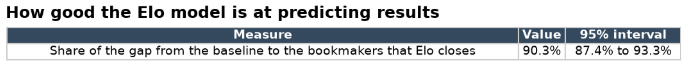 How good the Elo model is at predicting results
Measure Value 95% interval
Share of the gap from the baseline to the bookmakers that Elo closes 90.3% 87.4% to 93.3%